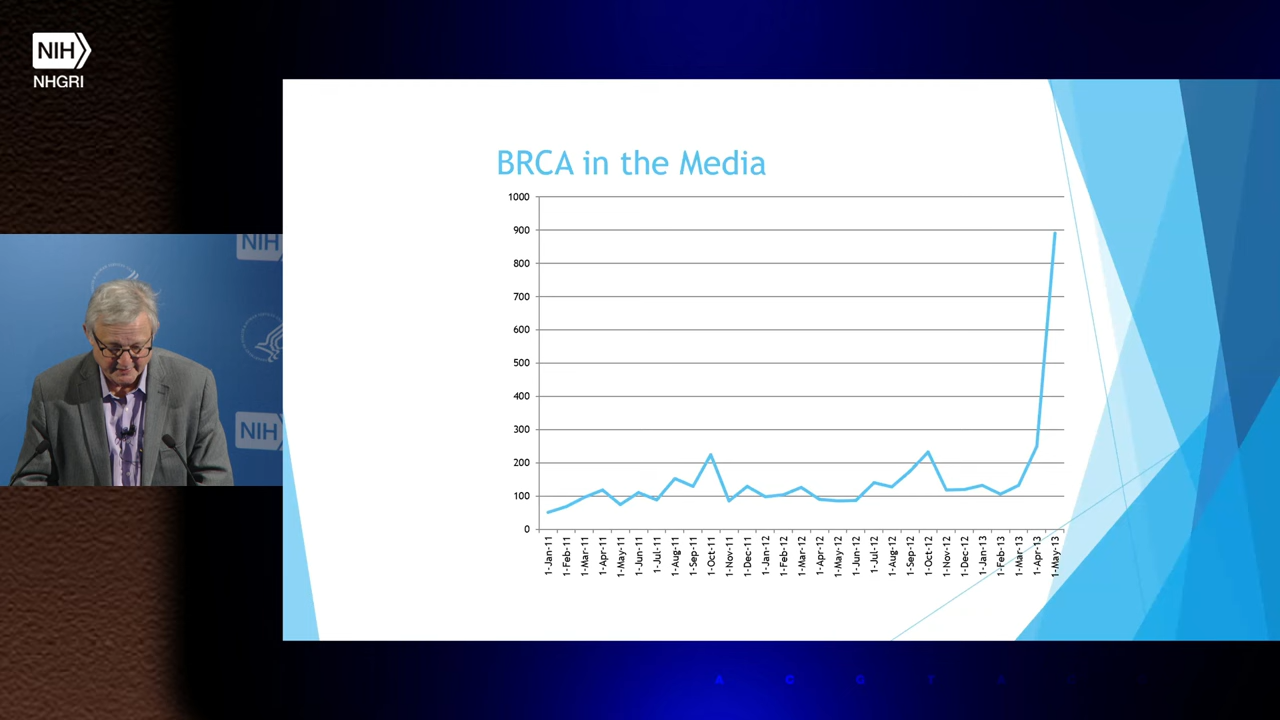 NIH
NHGRI
BRCA in the Media
1000
900
800
700
600
500
400
300
200
100
0
1-Jan-11
1-Feb-11
1-Mar-11
1-Apr-11
1-May-11
1-Jun-11
1-Jul-11
1-Aug-11
1-Sep-11
1-Oct-11
1-Nov-11
1-Dec-11
1-Jan-12
1-Feb-12
1-Mar-12
1-Apr-12
1-May-12
1-Jun-12
1-Jul-12
1-Aug-12
1-Sep-12
1-Oct-12
1-Nov-12
1-Dec-12
1-Jan-13
1-Feb-13
1-Mar-13
1-Apr-13
1-May-13
NIH
NIH
A C G T